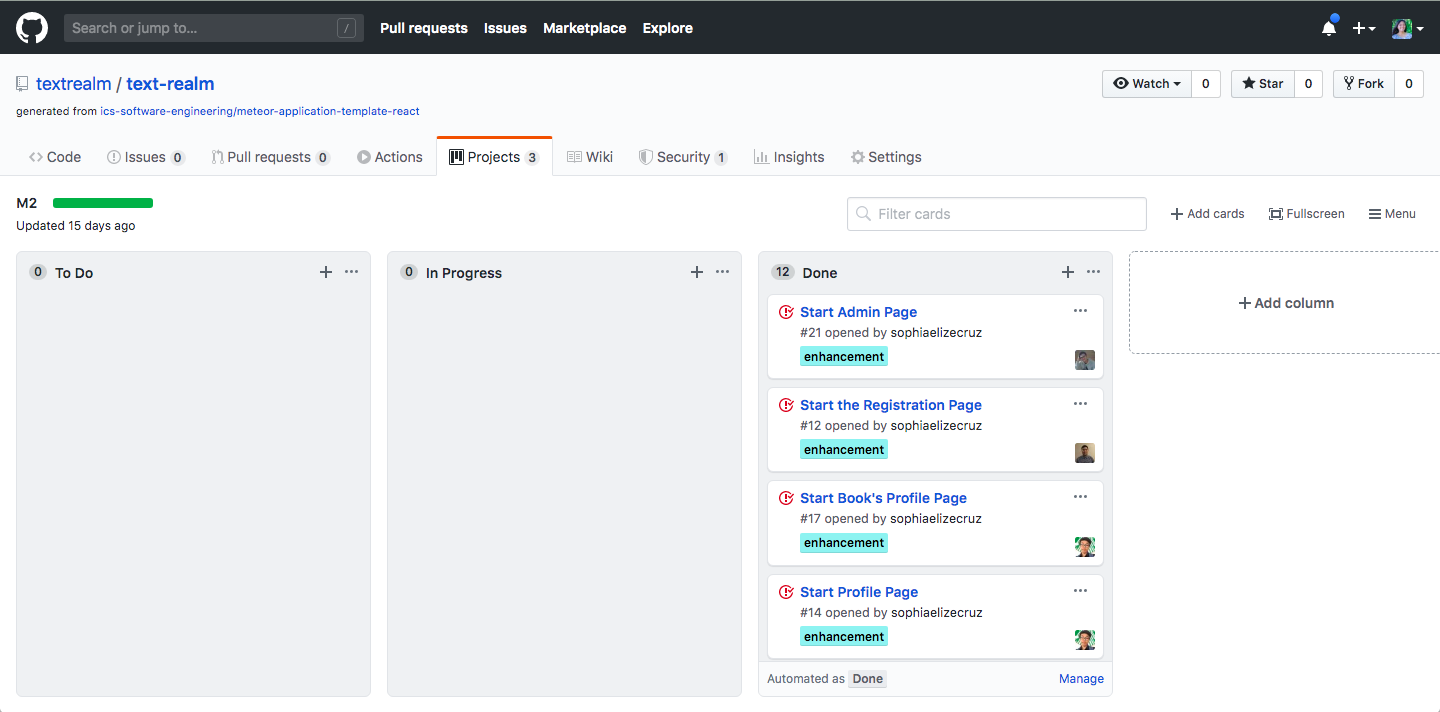 Search or jump to... / Pull requests Issues Marketplace Explore
textrealm / text-realm Watch 0 Star 0 Fork 0
generated from ics-software-engineering/meteor-application-template-react
Code Issues 0 Pull requests 0 Actions Projects 3 Wiki Security 1 Insights Settings
M2
Updated 15 days ago
Filter cards Add cards Fullscreen Menu
0 To Do
0 In Progress
12 Done
Start Admin Page
#21 opened by sophiaelizecruz
enhancement
Start the Registration Page
#12 opened by sophiaelizecruz
enhancement
Start Book's Profile Page
#17 opened by sophiaelizecruz
enhancement
Start Profile Page
#14 opened by sophiaelizecruz
enhancement
Automated as Done Manage
Add column